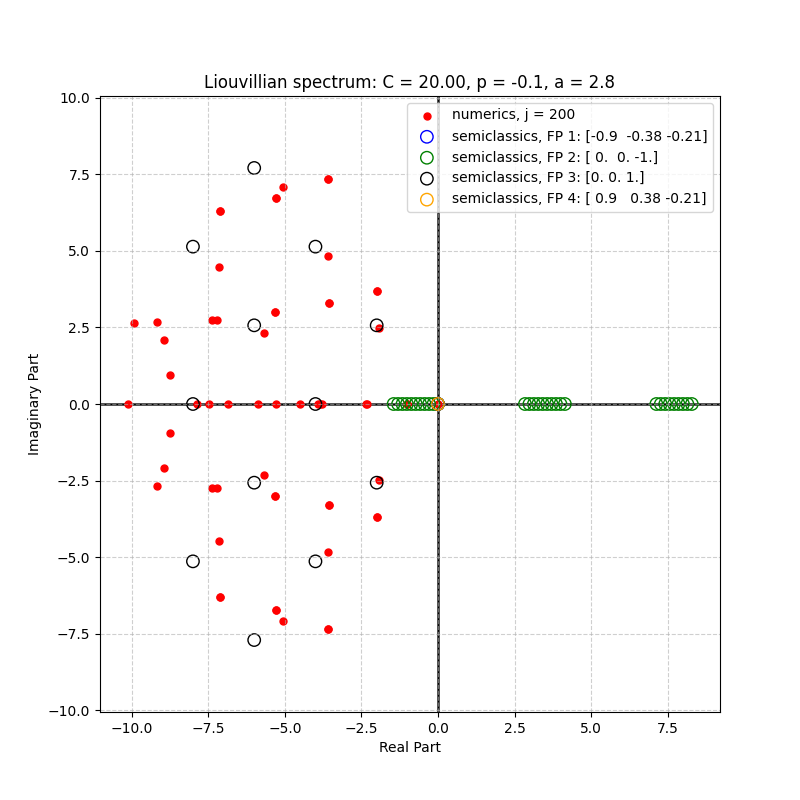 Liouvillian spectrum: C = 20.00, p = -0.1, a = 2.8
numerics, j = 200
semiclassics, FP 1: [-0.9  -0.38 -0.21]
semiclassics, FP 2: [ 0.  0. -1.]
semiclassics, FP 3: [0. 0. 1.]
semiclassics, FP 4: [ 0.9   0.38 -0.21]
Imaginary Part
10.0
7.5
5.0
2.5
0.0
−2.5
−5.0
−7.5
−10.0
−10.0 −7.5 −5.0 −2.5 0.0 2.5 5.0 7.5
Real Part